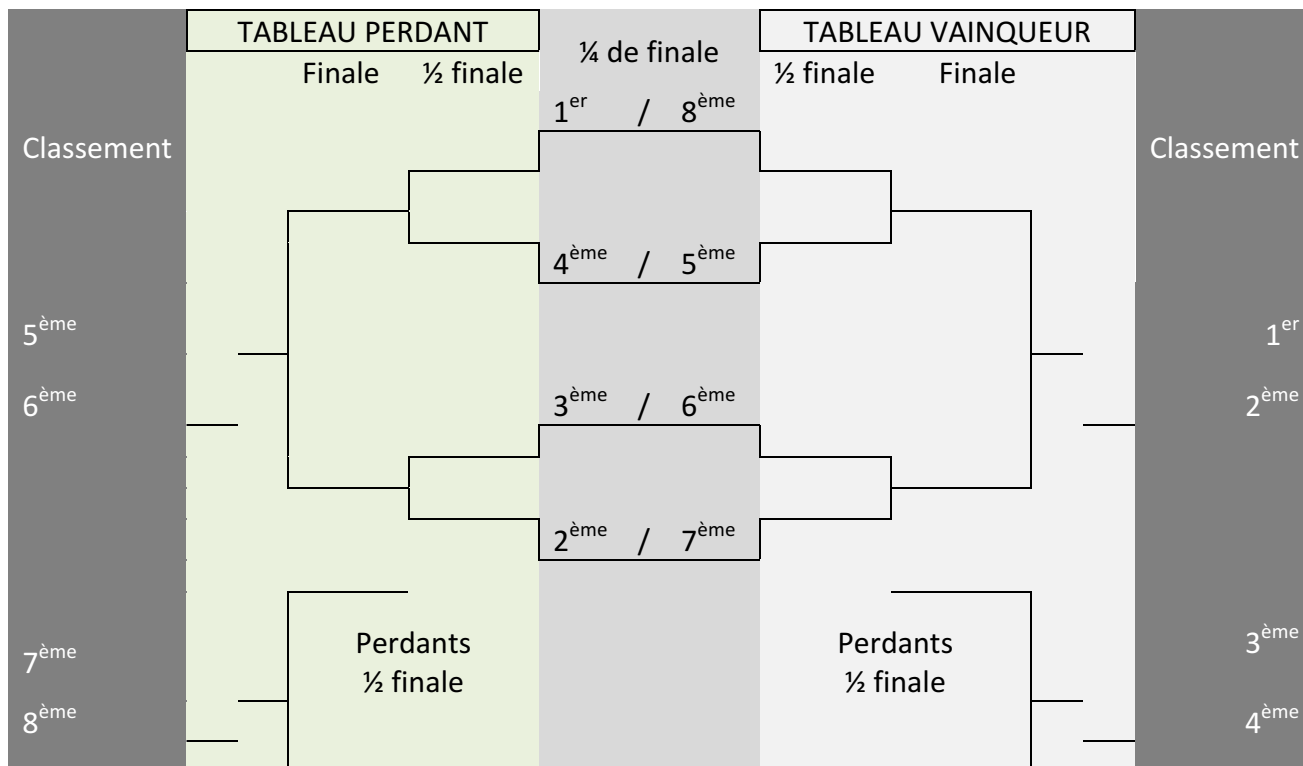 TABLEAU PERDANT
¼ de finale
TABLEAU VAINQUEUR
Finale
½ finale
½ finale
Finale
1er / 8ème
Classement
Classement
4ème / 5ème
5ème
1er
6ème
3ème / 6ème
2ème
2ème / 7ème
Perdants
½ finale
Perdants
½ finale
7ème
3ème
8ème
4ème